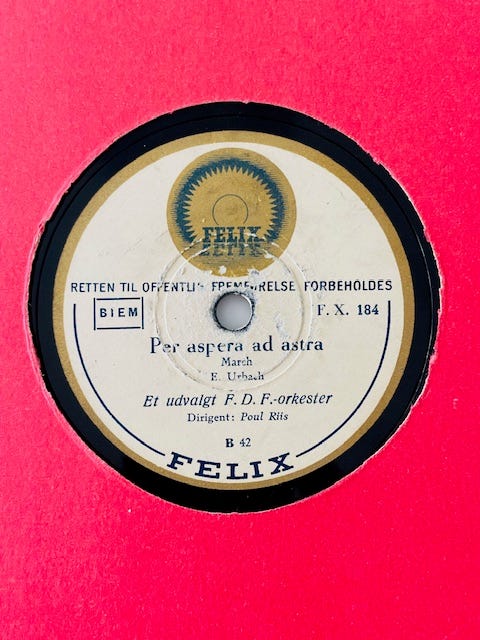 FELIX
RETTEN TIL OFFENTLIG FREMFØRELSE FORBEHOLDES
BIEM
F. X. 184
Per aspera ad astra
March
E. Urbach
Et udvalgt F. D. F.-orkester
Dirigent: Poul Riis
B 42
FELIX